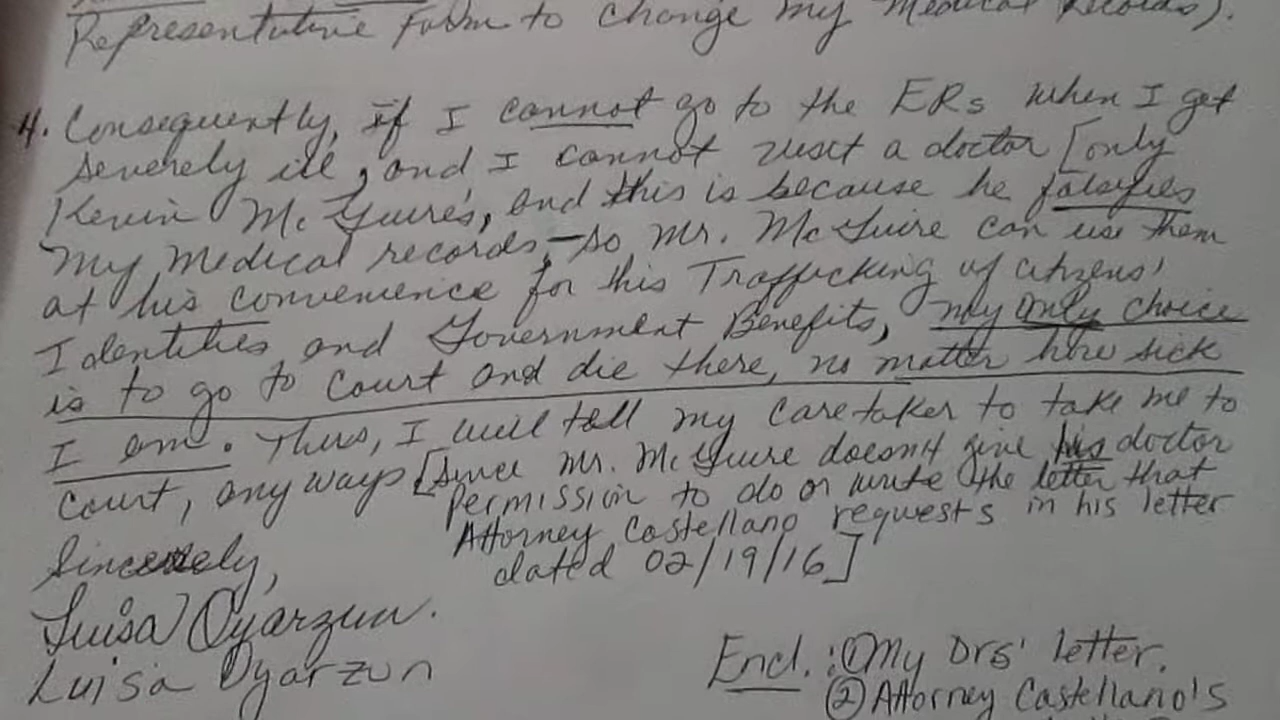 Representative form to change my Medical Records).
4. Consequently, if I cannot go to the ERs when I get
severely ill, and I cannot visit a doctor [only
Kevin McGuire's, and this is because he falsifies
my Medical records,—so Mr. McGuire can use them
at his convenience for this Trafficking of citizens'
Identities and Government Benefits, my only choice
is to go to court and die there, no matter how sick
I am. Thus, I will tell my caretaker to take me to
court, any ways [since Mr. McGuire doesn't give his doctor
permission to do or write the letter that
Attorney Castellano requests in his letter
dated 02/19/16]
Sincerely,
Luisa Oyarzun.
Luisa Oyarzun
Encl.: ① My Drs' letter.
② Attorney Castellano's